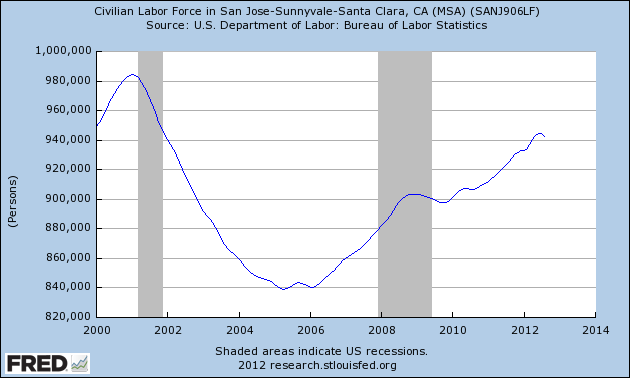 Civilian Labor Force in San Jose-Sunnyvale-Santa Clara, CA (MSA) (SANJ906LF)
Source: U.S. Department of Labor: Bureau of Labor Statistics
1,000,000
980,000
960,000
940,000
920,000
900,000
880,000
860,000
840,000
820,000
(Persons)
2000 2002 2004 2006 2008 2010 2012 2014
Shaded areas indicate US recessions.
2012 research.stlouisfed.org
FRED